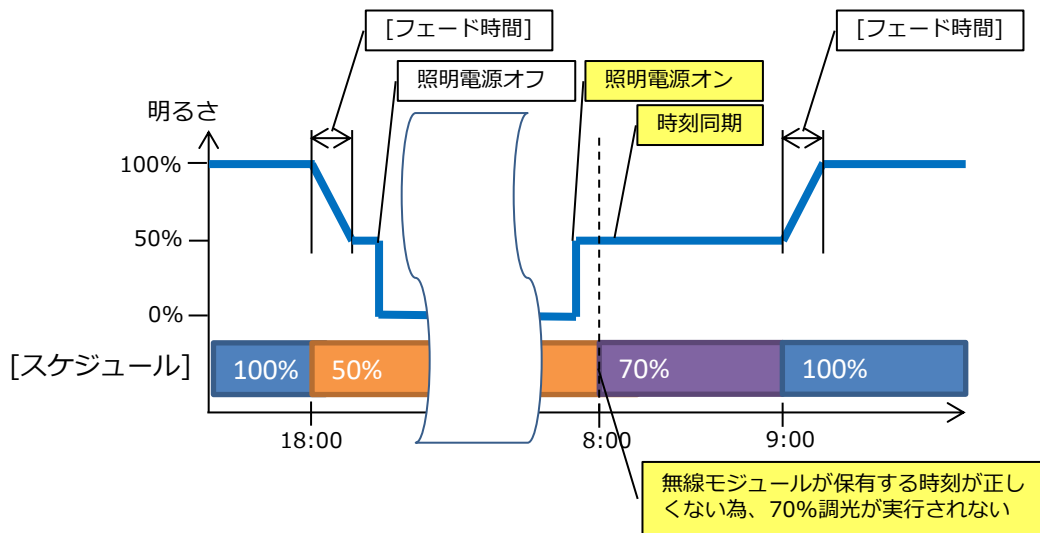 [フェード時間]
[フェード時間]
照明電源オフ
照明電源オン
明るさ
時刻同期
100%
50%
0%
[スケジュール]
100%
50%
70%
100%
18:00
8:00
9:00
無線モジュールが保有する時刻が正し
くない為、70%調光が実行されない